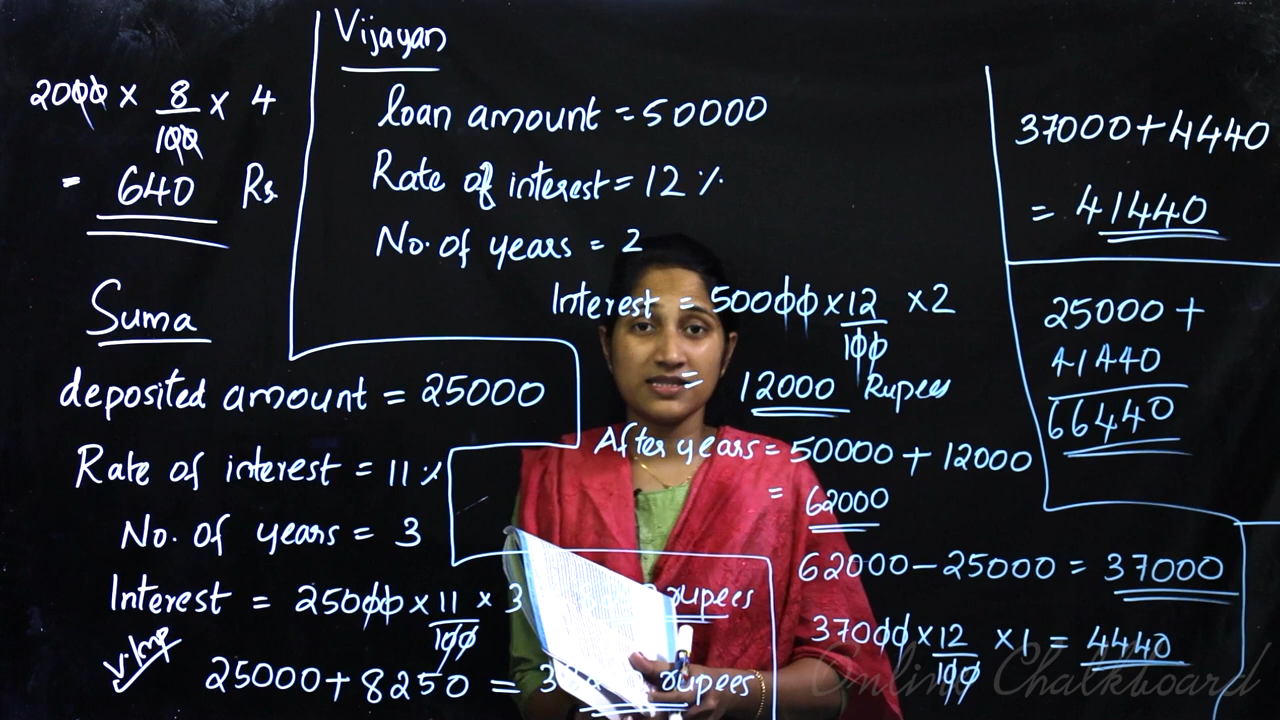 2000 × 8/100 × 4
= 640 Rs
Suma
deposited amount = 25000
Rate of interest = 11 %
No. of years = 3
Interest = 25000 × 11/100 × 3 rupees
V.Imp
25000 + 8250 = 3 rupees
Vijayan
loan amount = 50000
Rate of interest = 12 %
No. of years = 2
Interest = 50000 × 12/100 × 2
= 12000 Rupees
After years = 50000 + 12000
= 62000
62000 − 25000 = 37000
37000 × 12/100 × 1 = 4440
37000 + 4440
= 41440
25000 +
41440
66440
Online Chalkboard